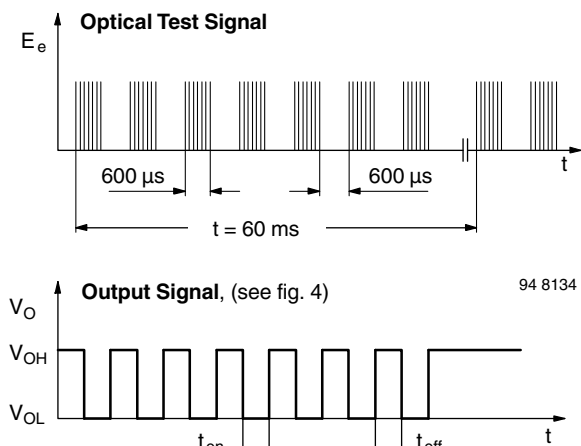 Optical Test Signal
E e
t
600 µs
600 µs
t = 60 ms
Output Signal, (see fig. 4)
94 8134
V O
V OH
V OL
t on
t off
t